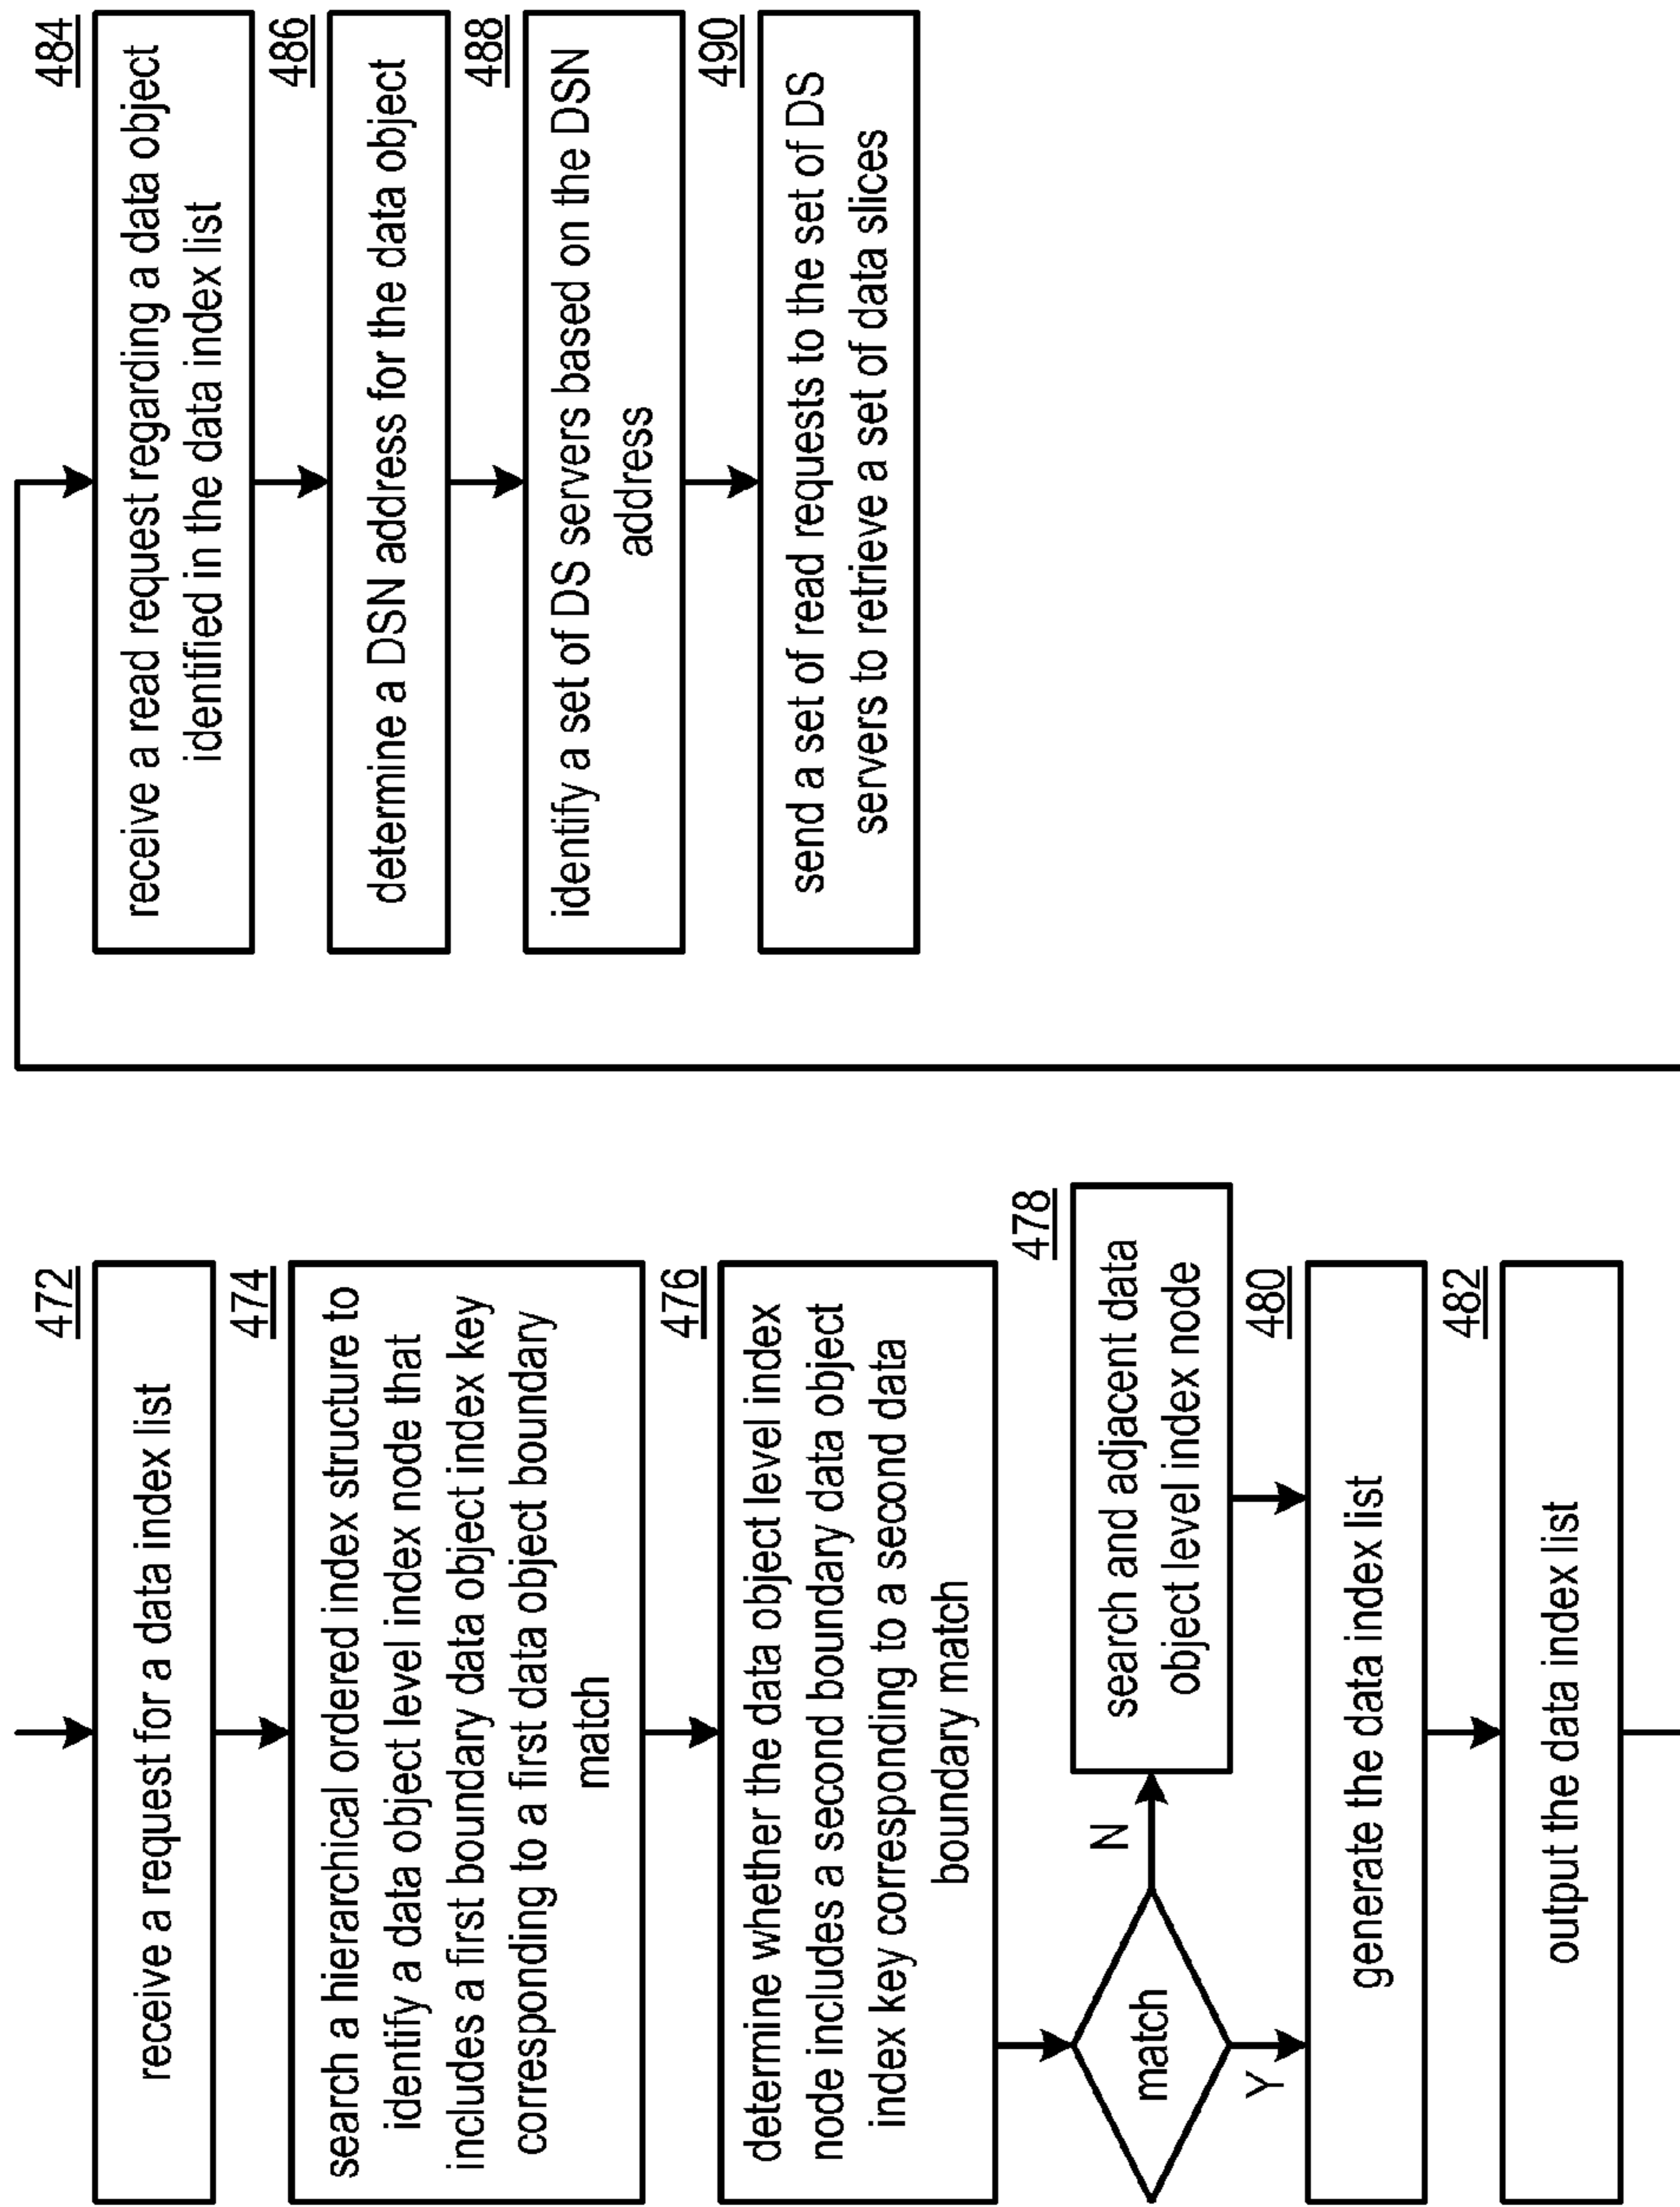 472
receive a request for a data index list
474
search a hierarchical ordered index structure to
identify a data object level index node that
includes a first boundary data object index key
corresponding to a first data object boundary
match
476
determine whether the data object level index
node includes a second boundary data object
index key corresponding to a second data
boundary match
match
N
Y
478
search and adjacent data
object level index node
480
generate the data index list
482
output the data index list
484
receive a read request regarding a data object
identified in the data index list
486
determine a DSN address for the data object
488
identify a set of DS servers based on the DSN
address
490
send a set of read requests to the set of DS
servers to retrieve a set of data slices